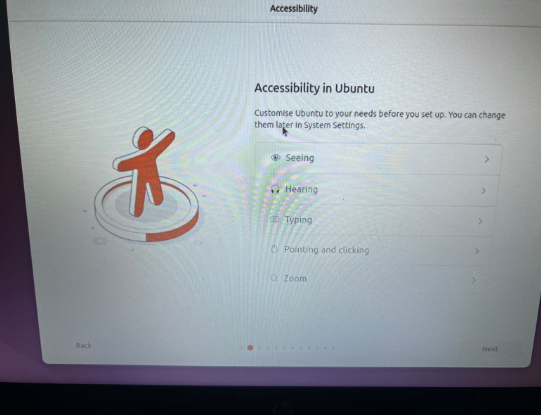 Accessibility
Accessibility in Ubuntu
Customise Ubuntu to your needs before you set up. You can change
them later in System Settings.
Seeing
Hearing
Typing
Pointing and clicking
Zoom
Back
Next